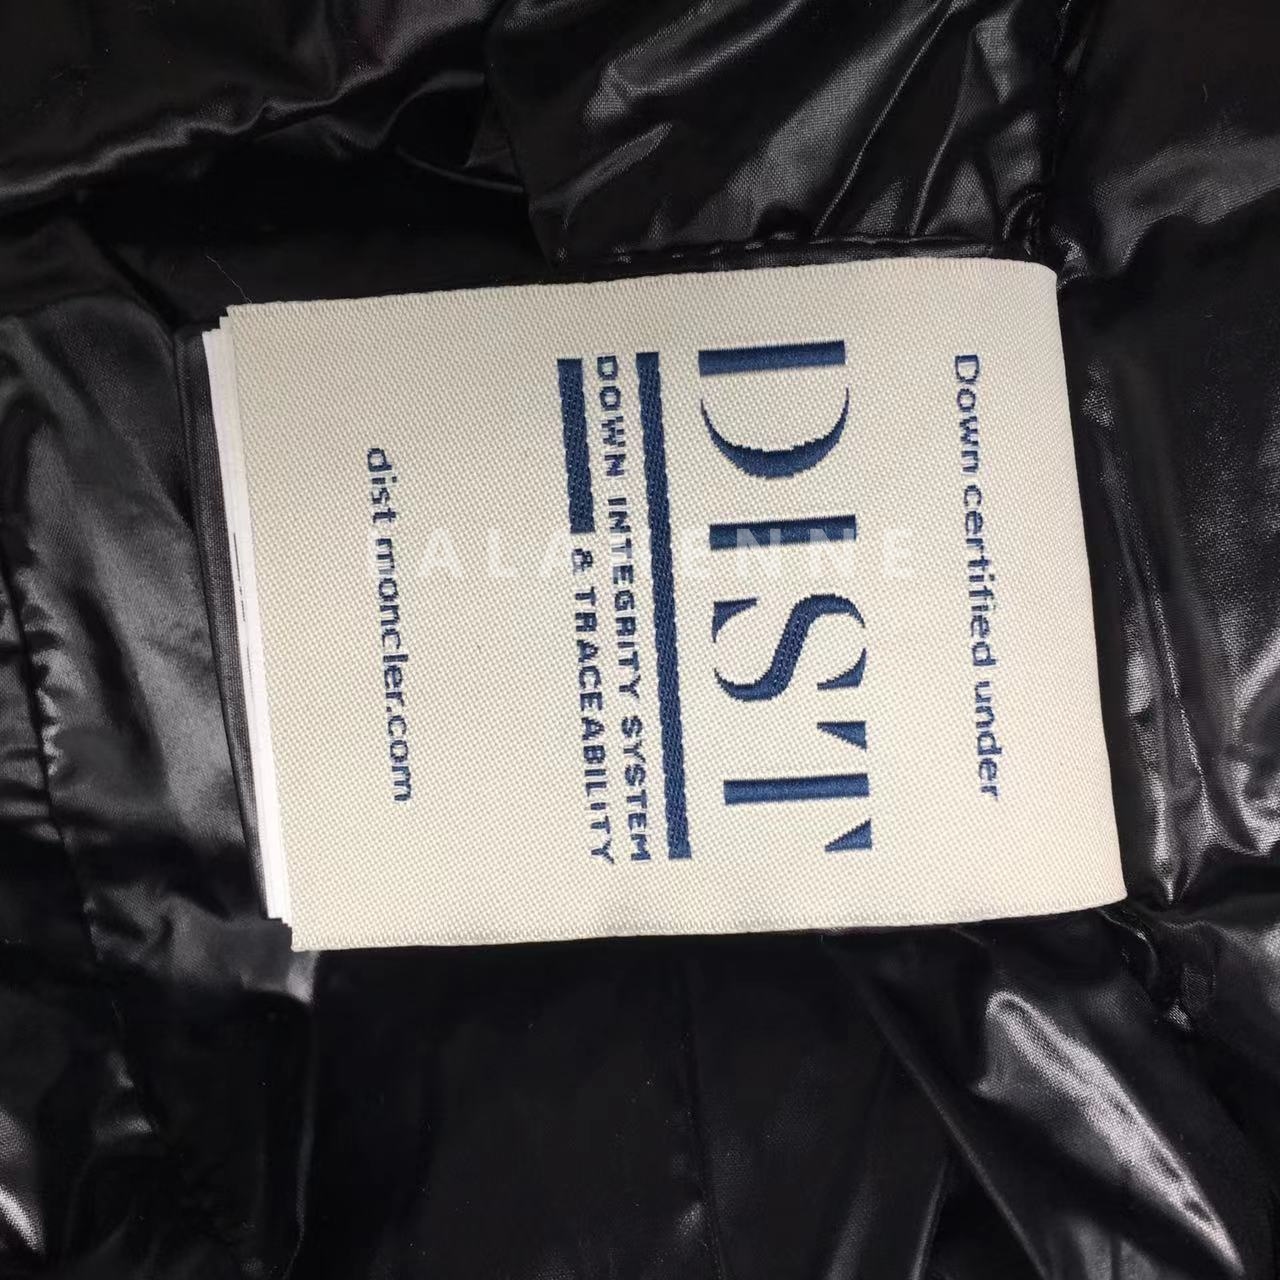 Down certified under
DIST
DOWN INTEGRITY SYSTEM
& TRACEABILITY
dist moncler.com